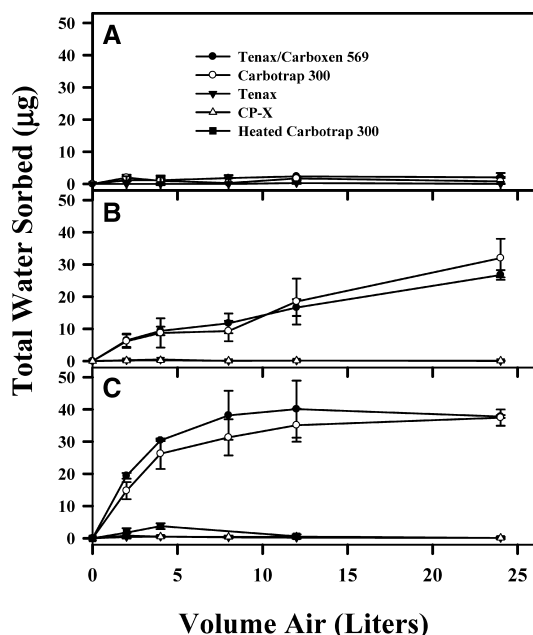 A
50
40
30
20
10
0
Tenax/Carboxen 569
Carbotrap 300
Tenax
CP-X
Heated Carbotrap 300
Total Water Sorbed (µg)
B
50
40
30
20
10
0
C
50
40
30
20
10
0
0 5 10 15 20 25
Volume Air (Liters)